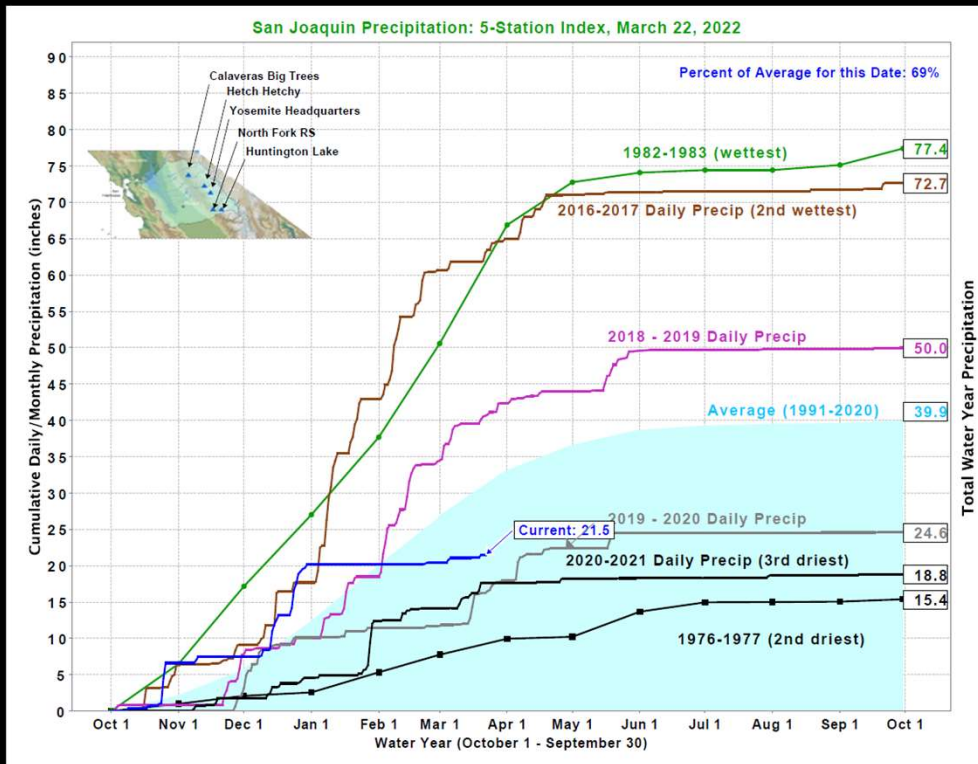 San Joaquin Precipitation: 5-Station Index, March 22, 2022
Percent of Average for this Date: 69%
Calaveras Big Trees
Hetch Hetchy
Yosemite Headquarters
North Fork RS
Huntington Lake
Cumulative Daily/Monthly Precipitation (inches)
90
85
80
75
70
65
60
55
50
45
40
35
30
25
20
15
10
5
0
1982-1983 (wettest)
77.4
2016-2017 Daily Precip (2nd wettest)
72.7
2018 - 2019 Daily Precip
50.0
Average (1991-2020)
39.9
2019 - 2020 Daily Precip
24.6
Current: 21.5
2020-2021 Daily Precip (3rd driest)
18.8
1976-1977 (2nd driest)
15.4
Total Water Year Precipitation
Oct 1 Nov 1 Dec 1 Jan 1 Feb 1 Mar 1 Apr 1 May 1 Jun 1 Jul 1 Aug 1 Sep 1 Oct 1
Water Year (October 1 - September 30)